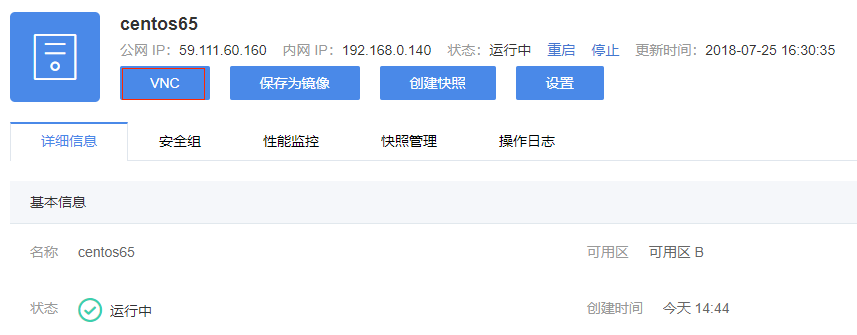 centos65
公网 IP：59.111.60.160 内网 IP：192.168.0.140 状态：运行中 重启 停止 更新时间：2018-07-25 16:30:35
VNC 保存为镜像 创建快照 设置
详细信息 安全组 性能监控 快照管理 操作日志
基本信息
名称 centos65 可用区 可用区 B
状态 运行中 创建时间 今天 14:44